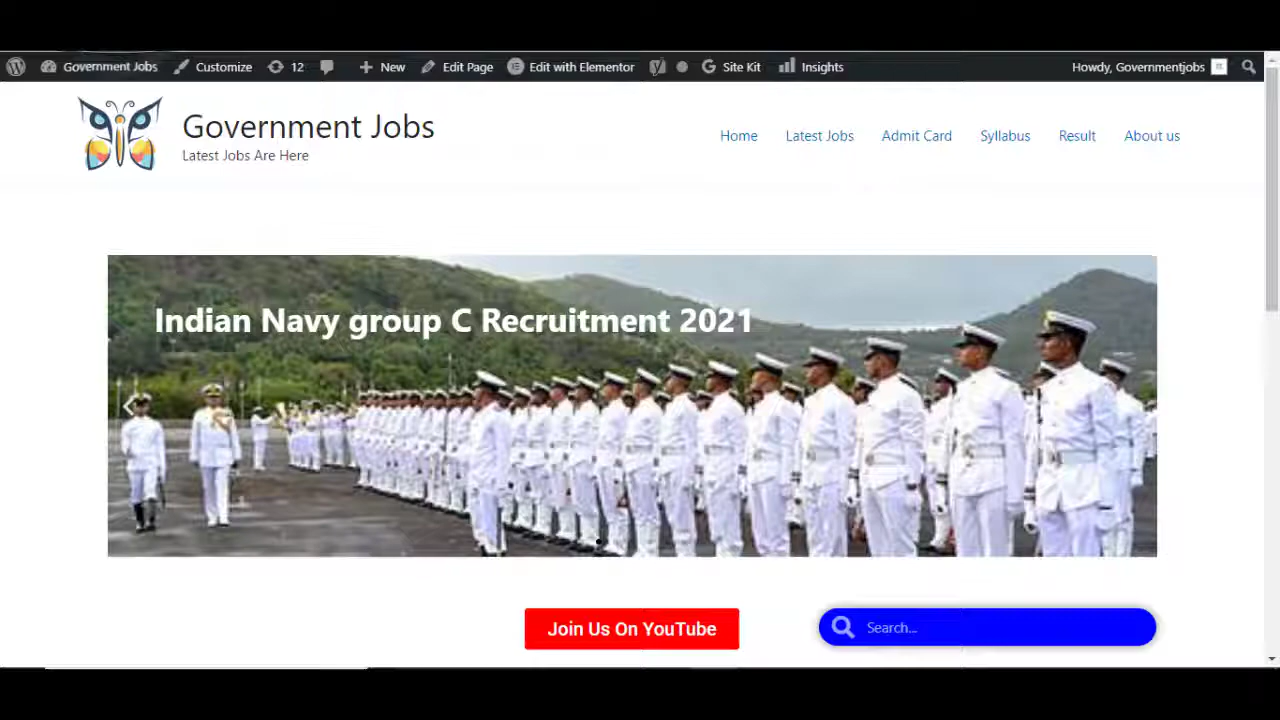 Government Jobs Customize 12 New Edit Page Edit with Elementor Site Kit Insights Howdy, Governmentjobs
Government Jobs
Latest Jobs Are Here
Home Latest Jobs Admit Card Syllabus Result About us
Indian Navy group C Recruitment 2021
Join Us On YouTube
Search...